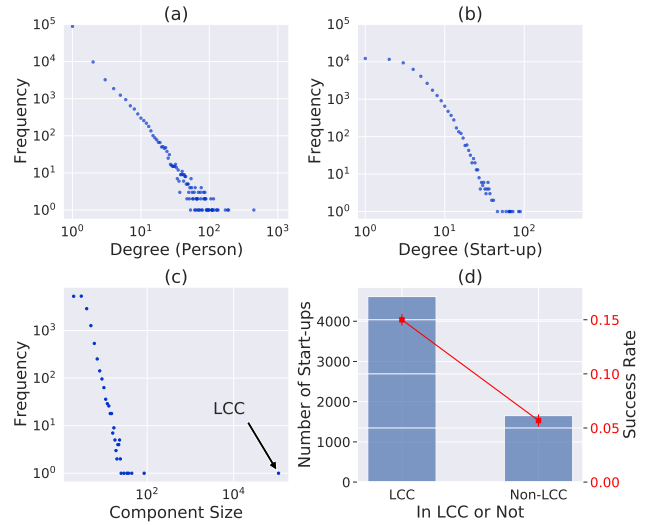 (a)
10^5
10^4
10^3
10^2
10^1
10^0
Frequency
10^0 10^1 10^2 10^3
Degree (Person)
(b)
10^5
10^4
10^3
10^2
10^1
10^0
Frequency
10^0 10^1 10^2
Degree (Start-up)
(c)
10^3
10^2
10^1
10^0
Frequency
LCC
10^2 10^4
Component Size
(d)
4000
3000
2000
1000
0
Number of Start-ups
0.15
0.10
0.05
0.00
Success Rate
LCC Non-LCC
In LCC or Not